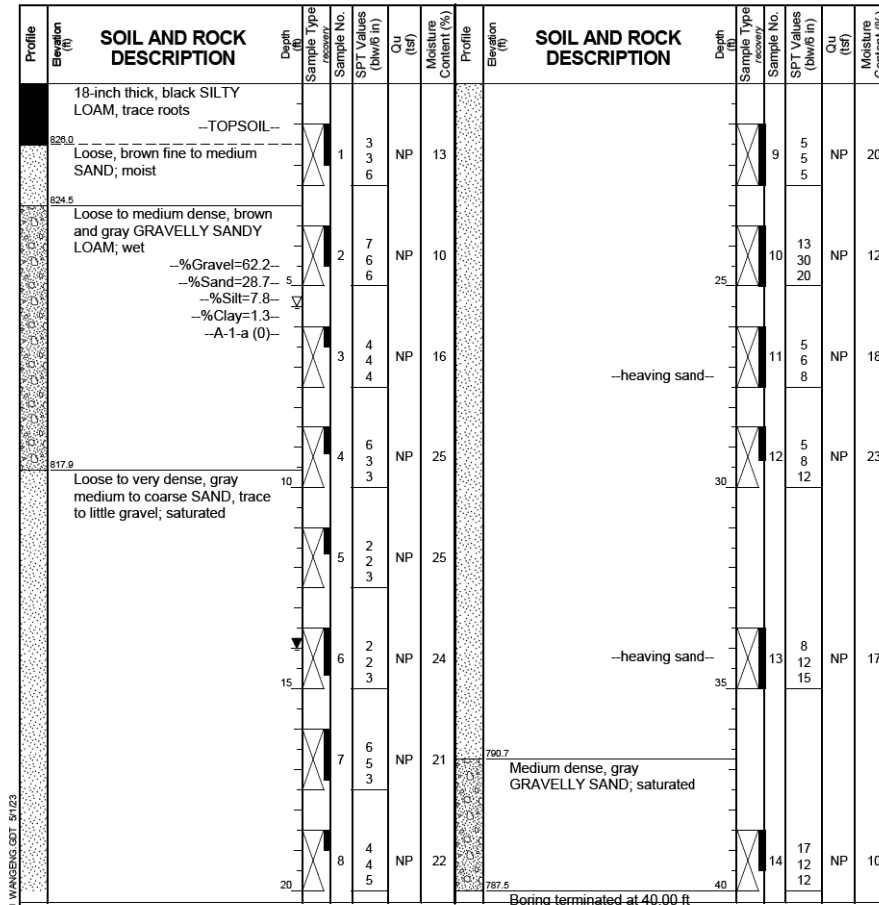 Profile
Elevation (ft)
SOIL AND ROCK DESCRIPTION
Depth (ft)
Sample Type
recovery
Sample No.
SPT Values (blw/6 in)
Qu (tsf)
Moisture Content (%)
18-inch thick, black SILTY
LOAM, trace roots
--TOPSOIL--
826.0
Loose, brown fine to medium
SAND; moist
1
3
3
6
NP
13
824.5
Loose to medium dense, brown
and gray GRAVELLY SANDY
LOAM; wet
--%Gravel=62.2--
--%Sand=28.7--
--%Silt=7.8--
--%Clay=1.3--
--A-1-a (0)--
2
7
6
6
NP
10
5
3
4
4
4
NP
16
4
6
3
3
NP
25
817.9
Loose to very dense, gray
medium to coarse SAND, trace
to little gravel; saturated
10
5
2
2
3
NP
25
6
2
2
3
NP
24
15
7
6
5
3
NP
21
8
4
4
5
NP
22
20
Profile
Elevation (ft)
SOIL AND ROCK DESCRIPTION
Depth (ft)
Sample Type
recovery
Sample No.
SPT Values (blw/6 in)
Qu (tsf)
Moisture Content (%)
9
5
5
5
NP
20
10
13
30
20
NP
12
25
--heaving sand--
11
5
6
8
NP
18
12
5
8
12
NP
23
30
--heaving sand--
13
8
12
15
NP
17
35
790.7
Medium dense, gray
GRAVELLY SAND; saturated
14
17
12
12
NP
10
40
787.5
Boring terminated at 40.00 ft
WANGENG.GDT 5/1/23